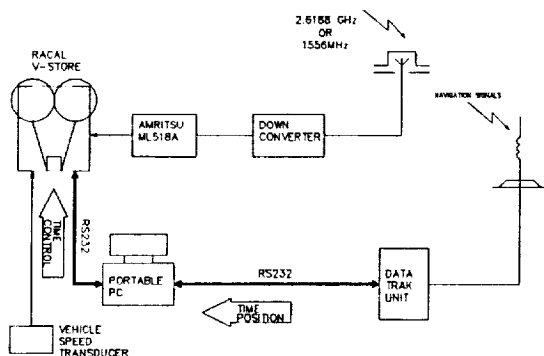 2.6188 GHz
OR
1556MHz
RACAL
V-STORE
NAVIGATION SIGNALS
AMRITSU
ML518A
DOWN
CONVERTER
TIME
CONTROL
RS232
PORTABLE
PC
RS232
DATA
TRAK
UNIT
TIME
POSITION
VEHICLE
SPEED
TRANSDUCER